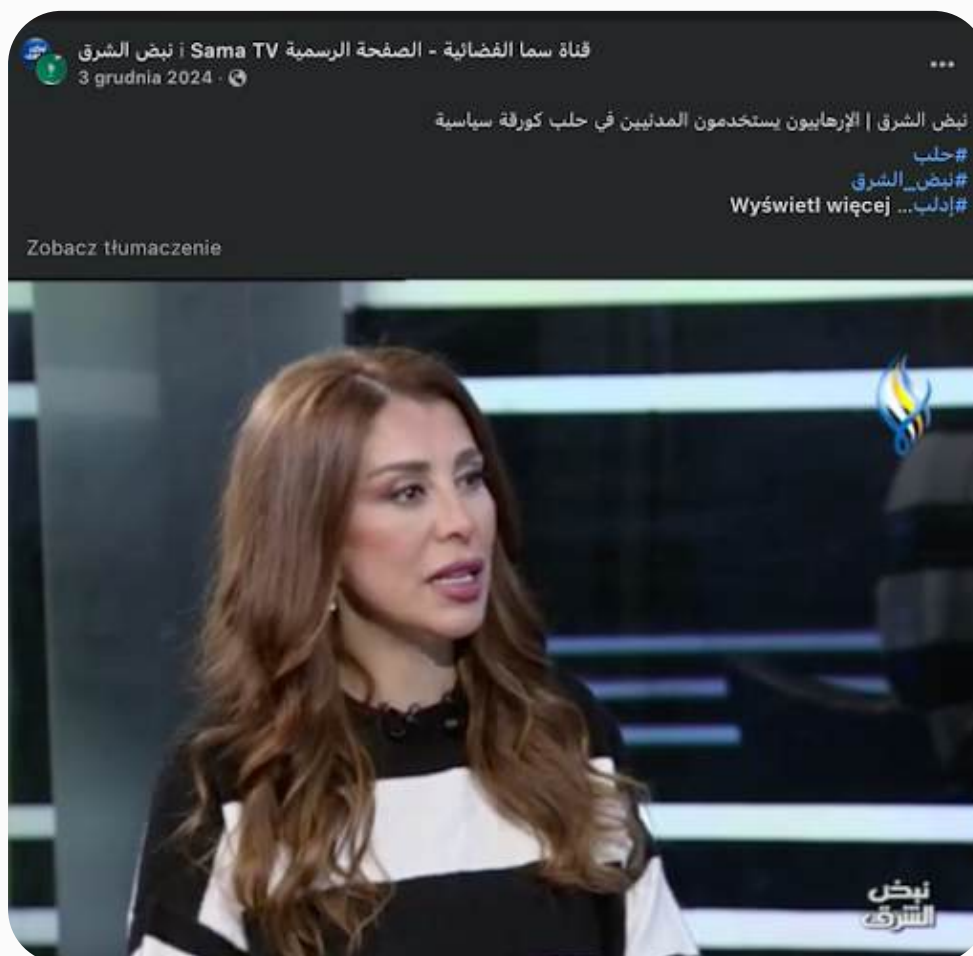 قناة سما الفضائية - الصفحة الرسمية Sama TV i نبض الشرق
3 grudnia 2024 ·
نبض الشرق | الإرهابيون يستخدمون المدنيين في حلب كورقة سياسية
#حلب
#نبض_الشرق
#إدلب... Wyświetl więcej
Zobacz tłumaczenie
نبض
الشرق